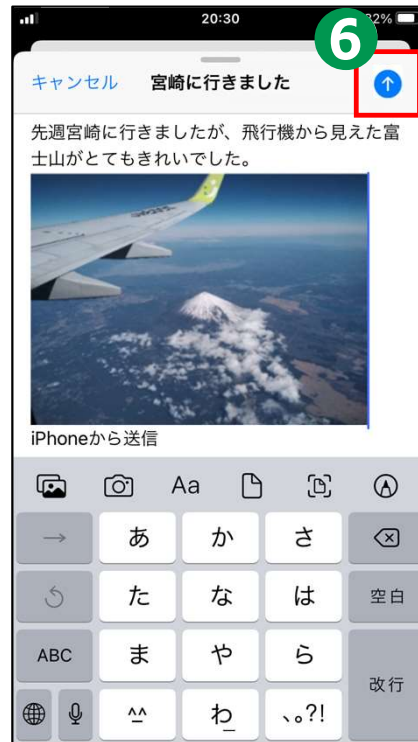 20:30
32%
6
キャンセル 宮崎に行きました
先週宮崎に行きましたが、飛行機から見えた富
士山がとてもきれいでした。
iPhoneから送信
Aa
→ あ か さ
た な は 空白
ABC ま や ら
改行
^^ わ_ 、。?!